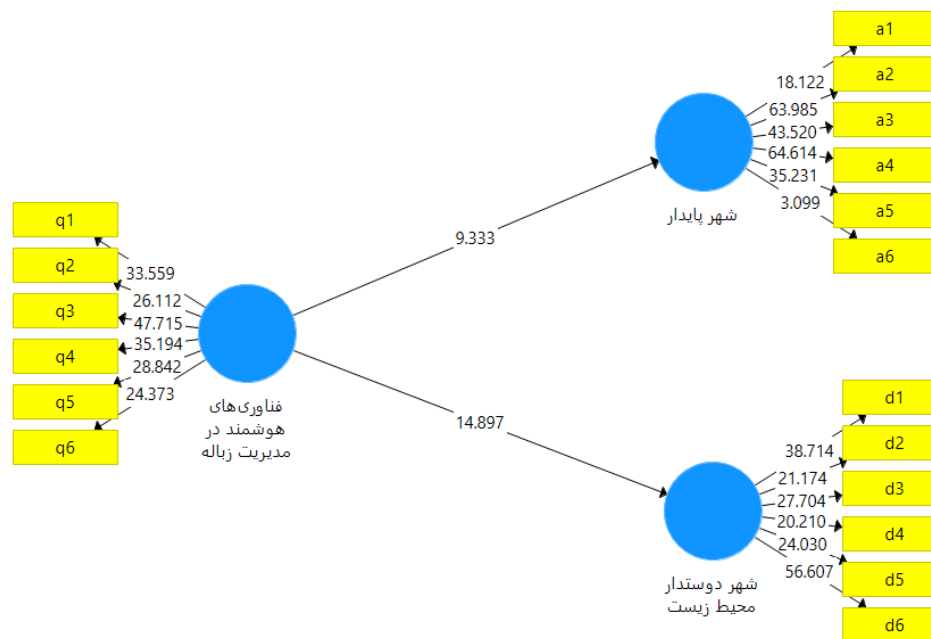 a1
a2
a3
a4
a5
a6
18.122
63.985
43.520
64.614
35.231
3.099
شهر پایدار
9.333
q1
q2
q3
q4
q5
q6
33.559
26.112
47.715
35.194
28.842
24.373
فناوری‌های
هوشمند در
مدیریت زباله
14.897
d1
d2
d3
d4
d5
d6
38.714
21.174
27.704
20.210
24.030
56.607
شهر دوستدار
محیط زیست